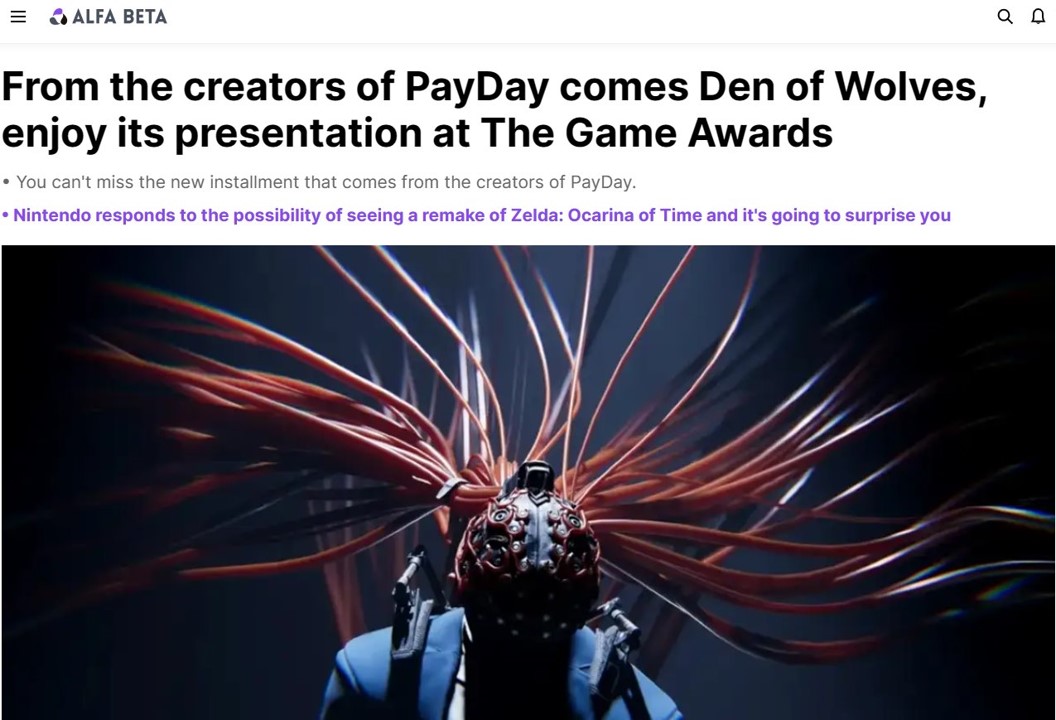 ALFA BETA
From the creators of PayDay comes Den of Wolves,
enjoy its presentation at The Game Awards
• You can't miss the new installment that comes from the creators of PayDay.
• Nintendo responds to the possibility of seeing a remake of Zelda: Ocarina of Time and it's going to surprise you